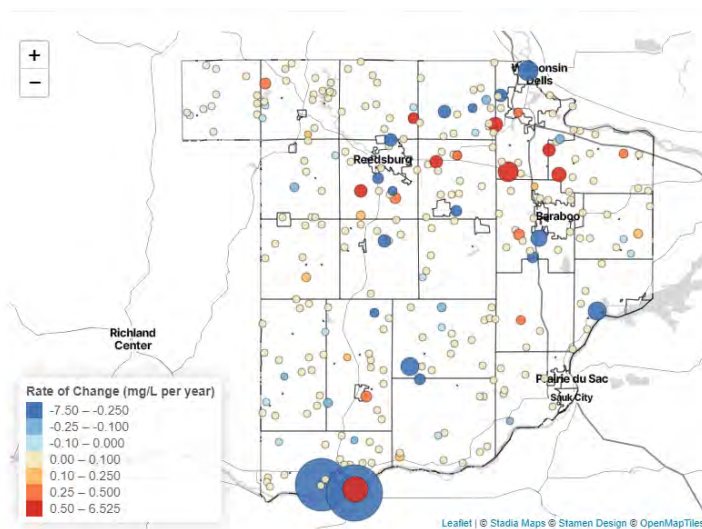 +
−
Wisconsin
Dells
Reedsburg
Baraboo
Richland
Center
Prairie du Sac
Sauk City
Rate of Change (mg/L per year)
-7.50 – -0.250
-0.25 – -0.100
-0.10 – 0.000
0.00 – 0.100
0.10 – 0.250
0.25 – 0.500
0.50 – 6.525
Leaflet | © Stadia Maps © Stamen Design © OpenMapTiles